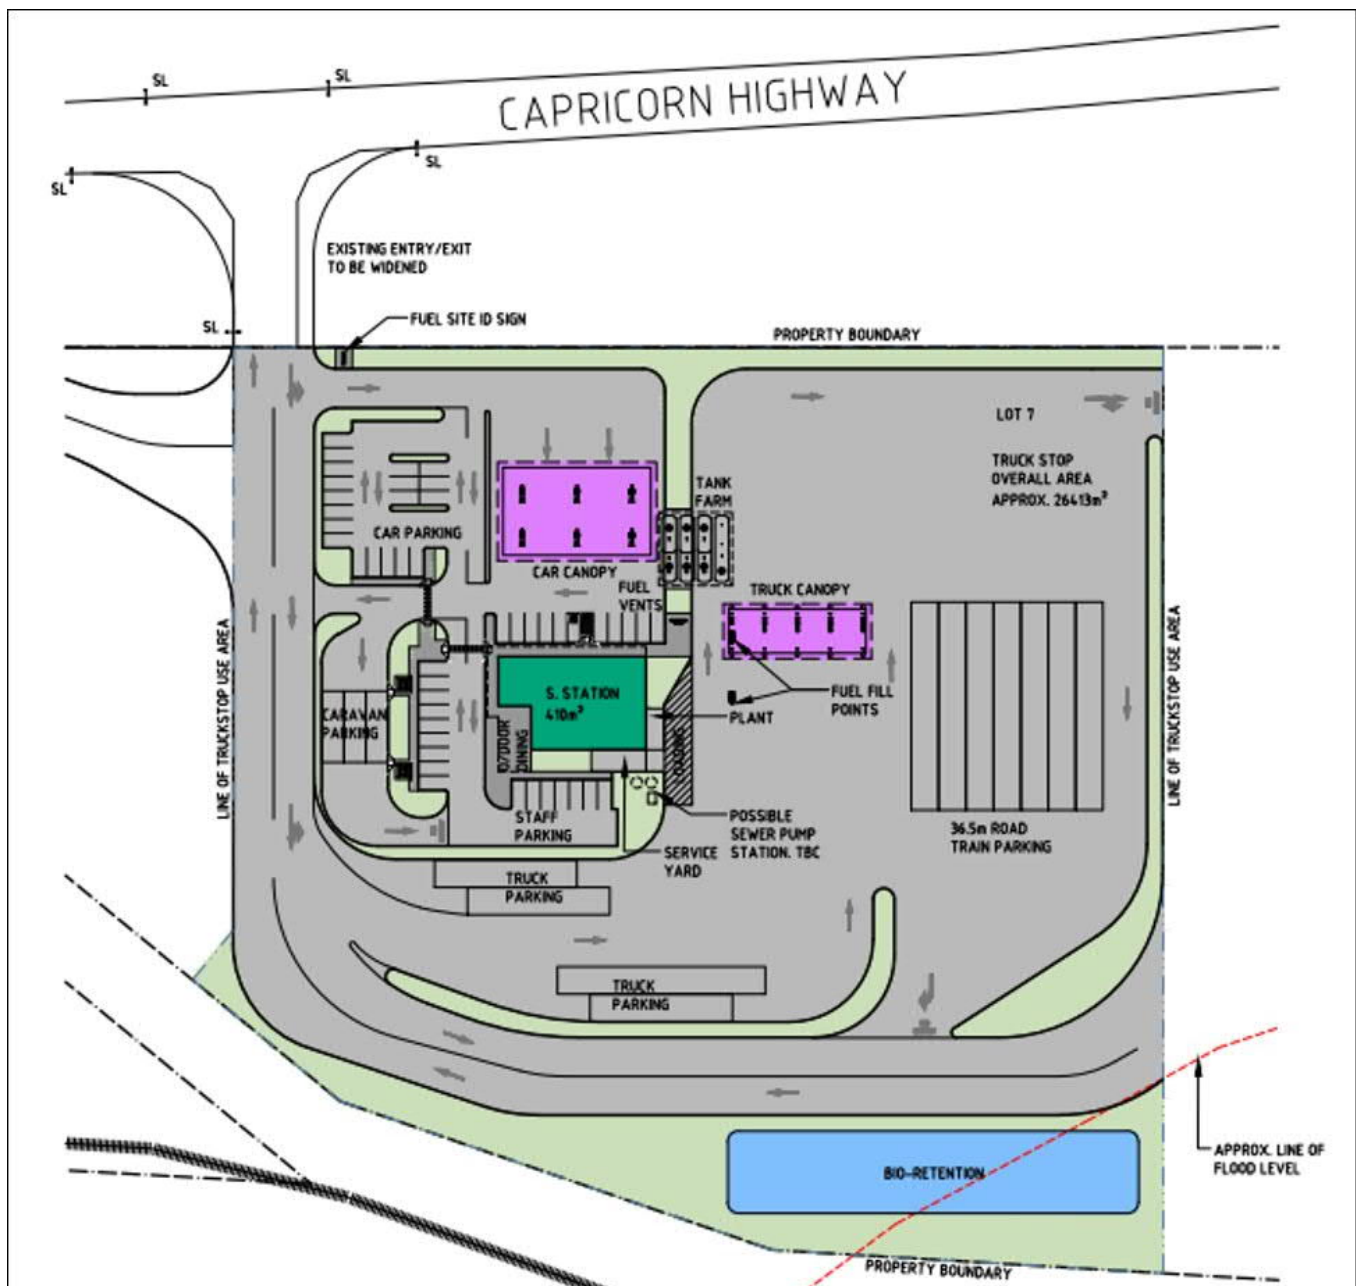 SL
SL
CAPRICORN HIGHWAY
SL
SL
EXISTING ENTRY/EXIT
TO BE WIDENED
SL
FUEL SITE ID SIGN
PROPERTY BOUNDARY
LOT 7
TRUCK STOP
OVERALL AREA
APPROX. 26413m²
TANK
FARM
CAR PARKING
CAR CANOPY
FUEL
VENTS
TRUCK CANOPY
LINE OF TRUCKSTOP USE AREA
LINE OF TRUCKSTOP USE AREA
S. STATION
410m²
FUEL FILL
POINTS
PLANT
CARAVAN
PARKING
O/DOOR
DINING
LOADING
STAFF
PARKING
POSSIBLE
SEWER PUMP
STATION. TBC
36.5m ROAD
TRAIN PARKING
SERVICE
YARD
TRUCK
PARKING
TRUCK
PARKING
APPROX. LINE OF
FLOOD LEVEL
BIO-RETENTION
PROPERTY BOUNDARY